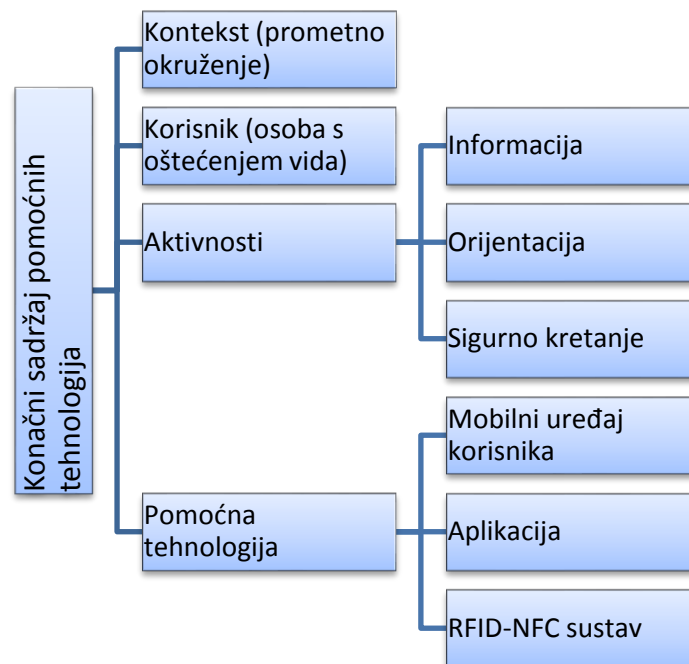 Konačni sadržaj pomoćnih
tehnologija
Kontekst (prometno
okruženje)
Korisnik (osoba s
oštećenjem vida)
Aktivnosti
Informacija
Orijentacija
Sigurno kretanje
Pomoćna
tehnologija
Mobilni uređaj
korisnika
Aplikacija
RFID-NFC sustav